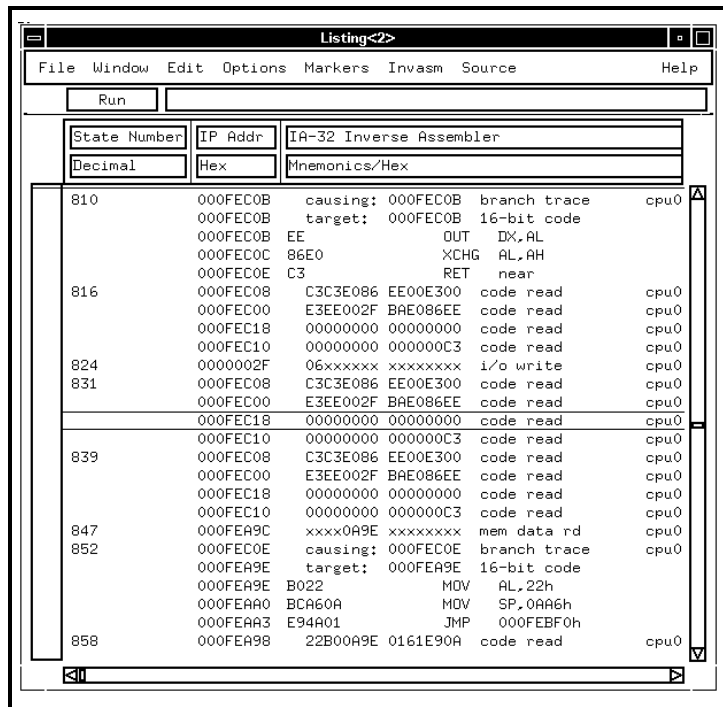 Listing<2>
File Window Edit Options Markers Invasm Source Help
Run
State Number IP Addr IA-32 Inverse Assembler
Decimal Hex Mnemonics/Hex
810 000FEC0B causing: 000FEC0B branch trace cpu0
000FEC0B target: 000FEC0B 16-bit code
000FEC0B EE OUT DX,AL
000FEC0C 86E0 XCHG AL,AH
000FEC0E C3 RET near
816 000FEC08 C3C3E086 EE00E300 code read cpu0
000FEC00 E3EE002F BAE086EE code read cpu0
000FEC18 00000000 00000000 code read cpu0
000FEC10 00000000 000000C3 code read cpu0
824 0000002F 06xxxxxx xxxxxxxx i/o write cpu0
831 000FEC08 C3C3E086 EE00E300 code read cpu0
000FEC00 E3EE002F BAE086EE code read cpu0
000FEC18 00000000 00000000 code read cpu0
000FEC10 00000000 000000C3 code read cpu0
839 000FEC08 C3C3E086 EE00E300 code read cpu0
000FEC00 E3EE002F BAE086EE code read cpu0
000FEC18 00000000 00000000 code read cpu0
000FEC10 00000000 000000C3 code read cpu0
847 000FEA9C xxxx0A9E xxxxxxxx mem data rd cpu0
852 000FEC0E causing: 000FEC0E branch trace cpu0
000FEA9E target: 000FEA9E 16-bit code
000FEA9E B022 MOV AL,22h
000FEAA0 BCA60A MOV SP,0AA6h
000FEAA3 E94A01 JMP 000FEBF0h
858 000FEA98 22B00A9E 0161E90A code read cpu0